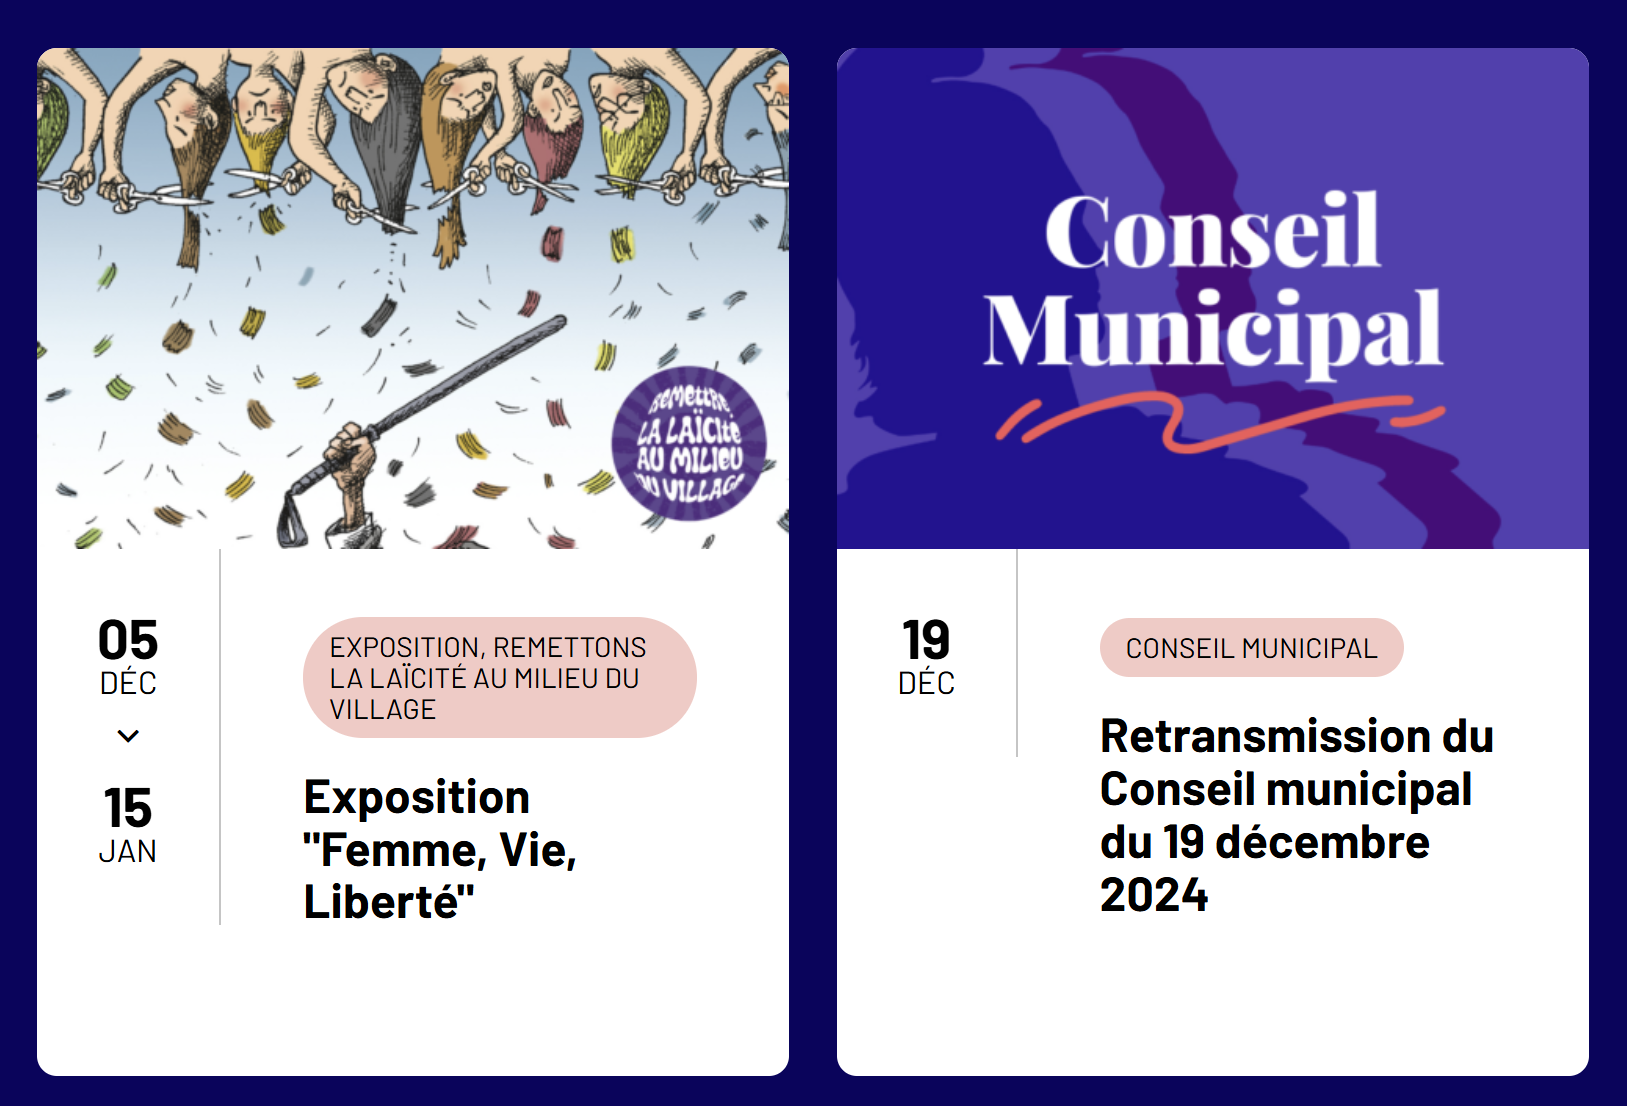 Remettre
LA LAÏCITÉ
AU MILIEU
DU VILLAGE
05
DÉC
15
JAN
EXPOSITION, REMETTONS
LA LAÏCITÉ AU MILIEU DU
VILLAGE
Exposition
"Femme, Vie,
Liberté"
Conseil
Municipal
19
DÉC
CONSEIL MUNICIPAL
Retransmission du
Conseil municipal
du 19 décembre
2024